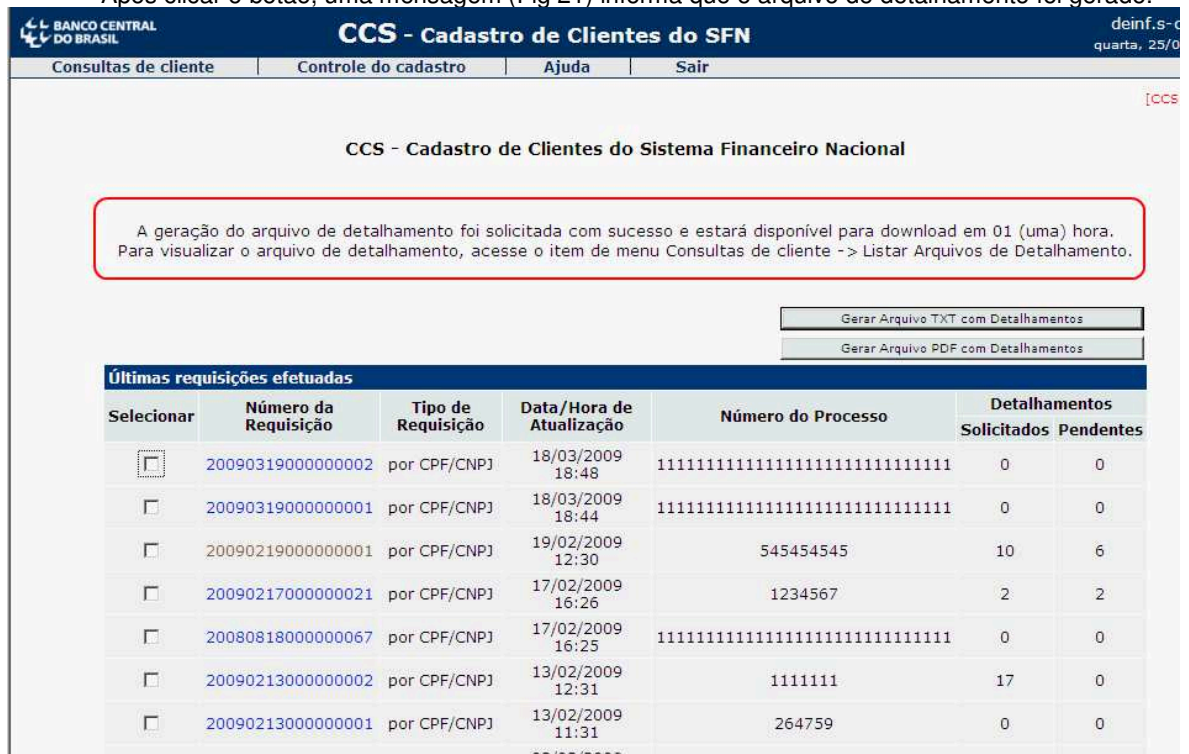 Após clicar o botão, uma mensagem (Fig 21) informa que o arquivo de detalhamento foi gerado.
BANCO CENTRAL
DO BRASIL
CCS - Cadastro de Clientes do SFN
deinf.s-
quarta, 25/0
Consultas de cliente | Controle do cadastro | Ajuda | Sair
[CCS
CCS - Cadastro de Clientes do Sistema Financeiro Nacional
A geração do arquivo de detalhamento foi solicitada com sucesso e estará disponível para download em 01 (uma) hora.
Para visualizar o arquivo de detalhamento, acesse o item de menu Consultas de cliente -> Listar Arquivos de Detalhamento.
Gerar Arquivo TXT com Detalhamentos
Gerar Arquivo PDF com Detalhamentos
Últimas requisições efetuadas
Selecionar Número da Requisição Tipo de Requisição Data/Hora de Atualização Número do Processo Detalhamentos
Solicitados Pendentes
20090319000000002 por CPF/CNPJ 18/03/2009 18:48 11111111111111111111111111111111 0 0
20090319000000001 por CPF/CNPJ 18/03/2009 18:44 11111111111111111111111111111111 0 0
20090219000000001 por CPF/CNPJ 19/02/2009 12:30 545454545 10 6
20090217000000021 por CPF/CNPJ 17/02/2009 16:26 1234567 2 2
20080818000000067 por CPF/CNPJ 17/02/2009 16:25 11111111111111111111111111111111 0 0
20090213000000002 por CPF/CNPJ 13/02/2009 12:31 1111111 17 0
20090213000000001 por CPF/CNPJ 13/02/2009 11:31 264759 0 0